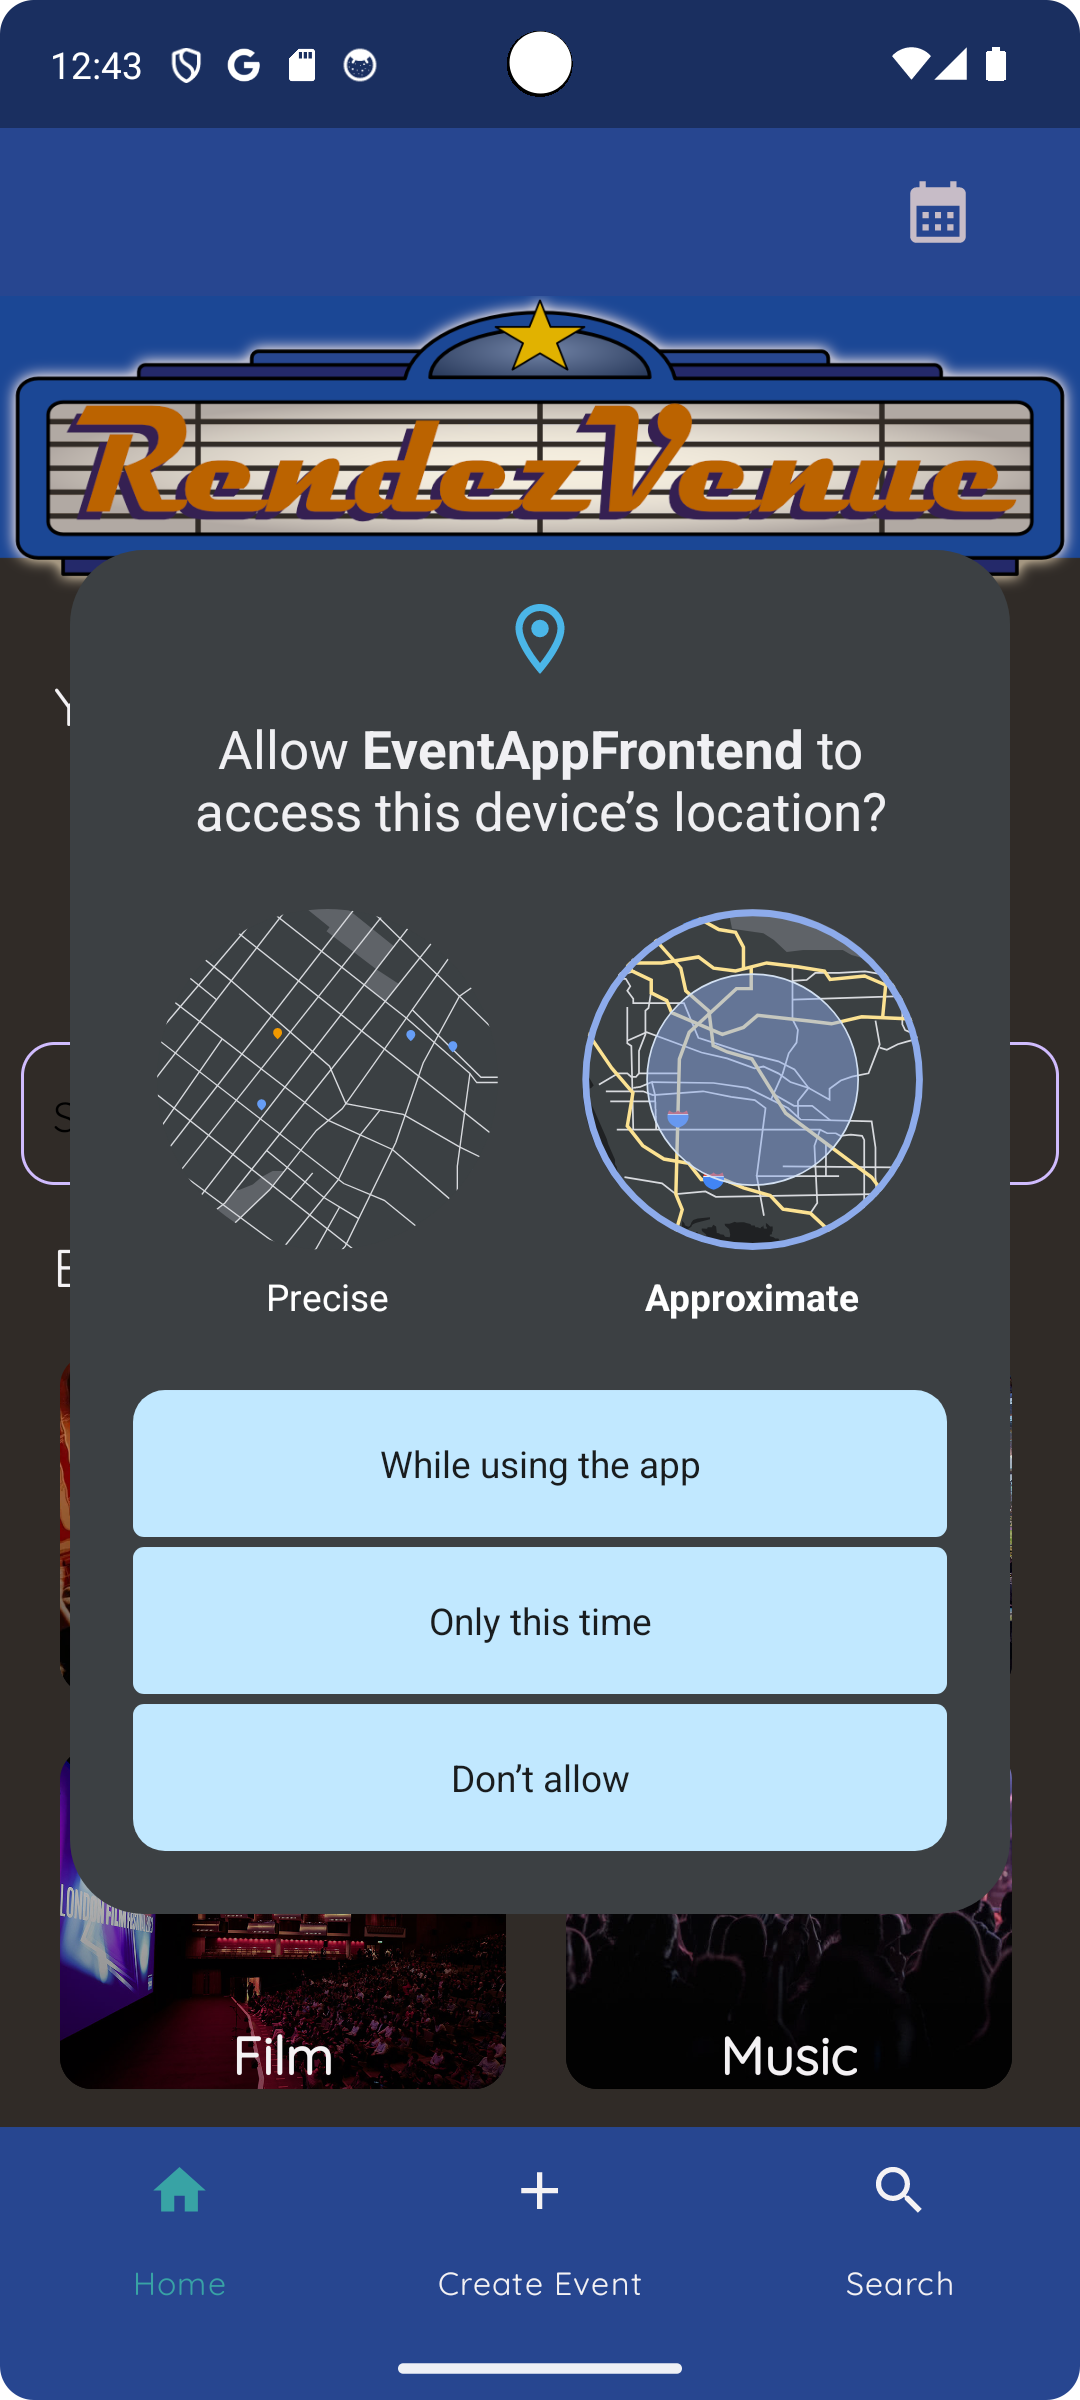 12:43
RendezVenue
Y
Allow EventAppFrontend to
access this device’s location?
S
Precise
Approximate
E
While using the app
Only this time
Don’t allow
LONDON FILM FESTIVAL
Film
Music
Home
Create Event
Search